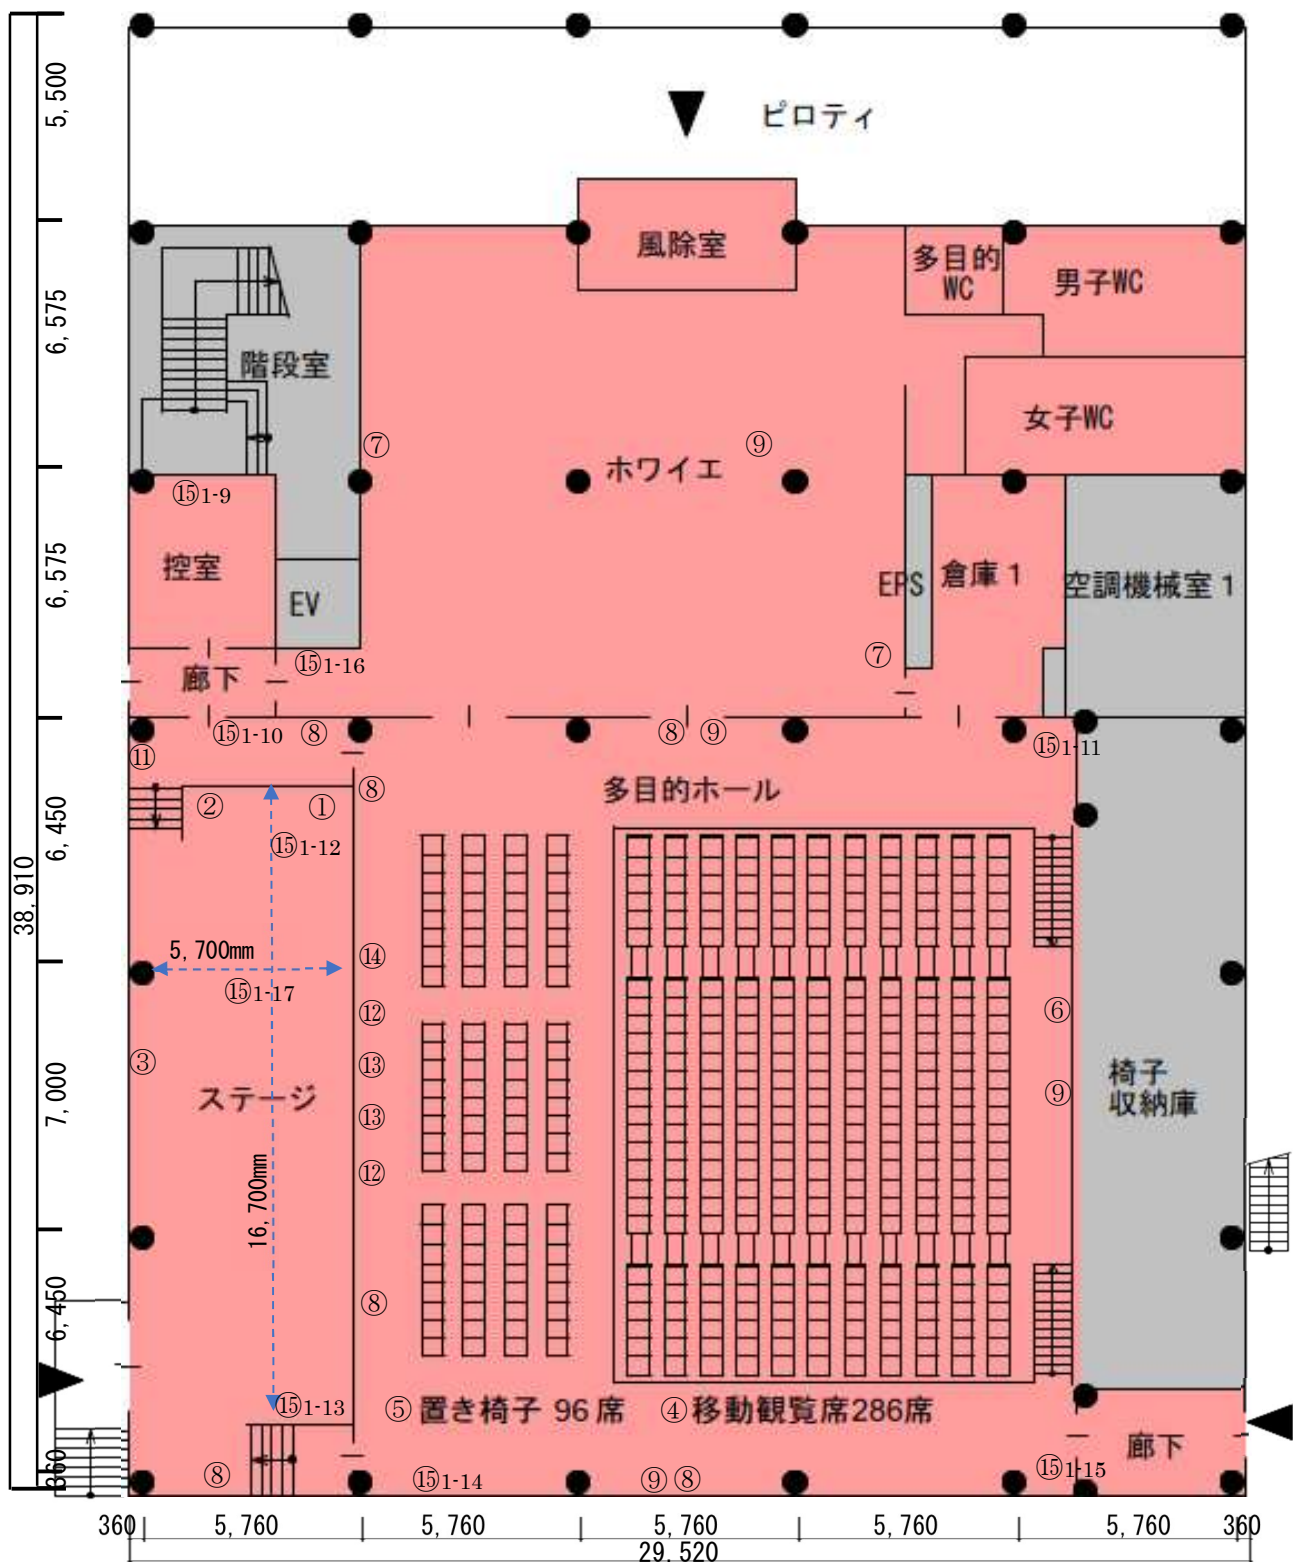 5,500
ピロティ
風除室
多目的
WC
男子WC
6,575
階段室
女子WC
⑦
ホワイエ
⑨
⑮1-9
控室
6,575
EV
EPS
倉庫1
空調機械室1
⑮1-16
⑦
廊下
⑮1-10
⑧
⑧
⑨
⑮1-11
⑪
②
①
⑧
多目的ホール
6,450
⑮1-12
38,910
5,700mm
⑭
⑮1-17
⑫
⑥
③
⑬
ステージ
⑬
椅子
収納庫
⑨
7,000
⑫
16,700mm
⑧
6,450
⑮1-13
⑤置き椅子 96席
④移動観覧席286席
廊下
360
⑧
⑮1-14
⑨⑧
⑮1-15
360
5,760
5,760
5,760
5,760
5,760
360
29,520